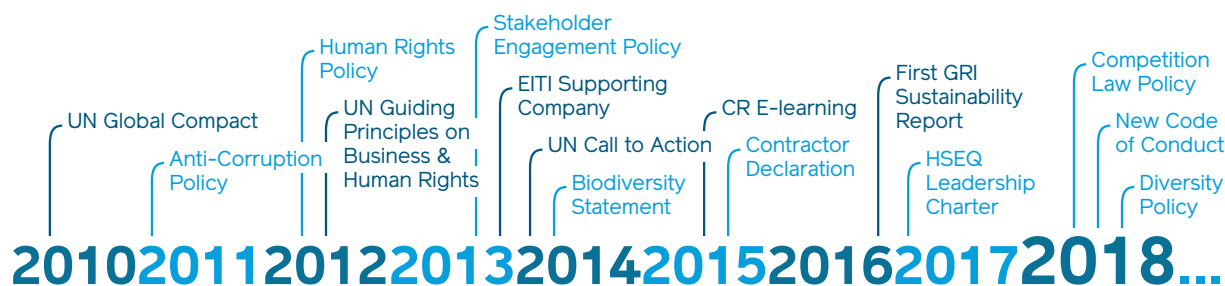 UN Global Compact
Anti-Corruption
Policy
Human Rights
Policy
UN Guiding
Principles on
Business &
Human Rights
Stakeholder
Engagement Policy
EITI Supporting
Company
UN Call to Action
Biodiversity
Statement
CR E-learning
Contractor
Declaration
First GRI
Sustainability
Report
HSEQ
Leadership
Charter
Competition
Law Policy
New Code
of Conduct
Diversity
Policy
2010 2011 2012 2013 2014 2015 2016 2017 2018...